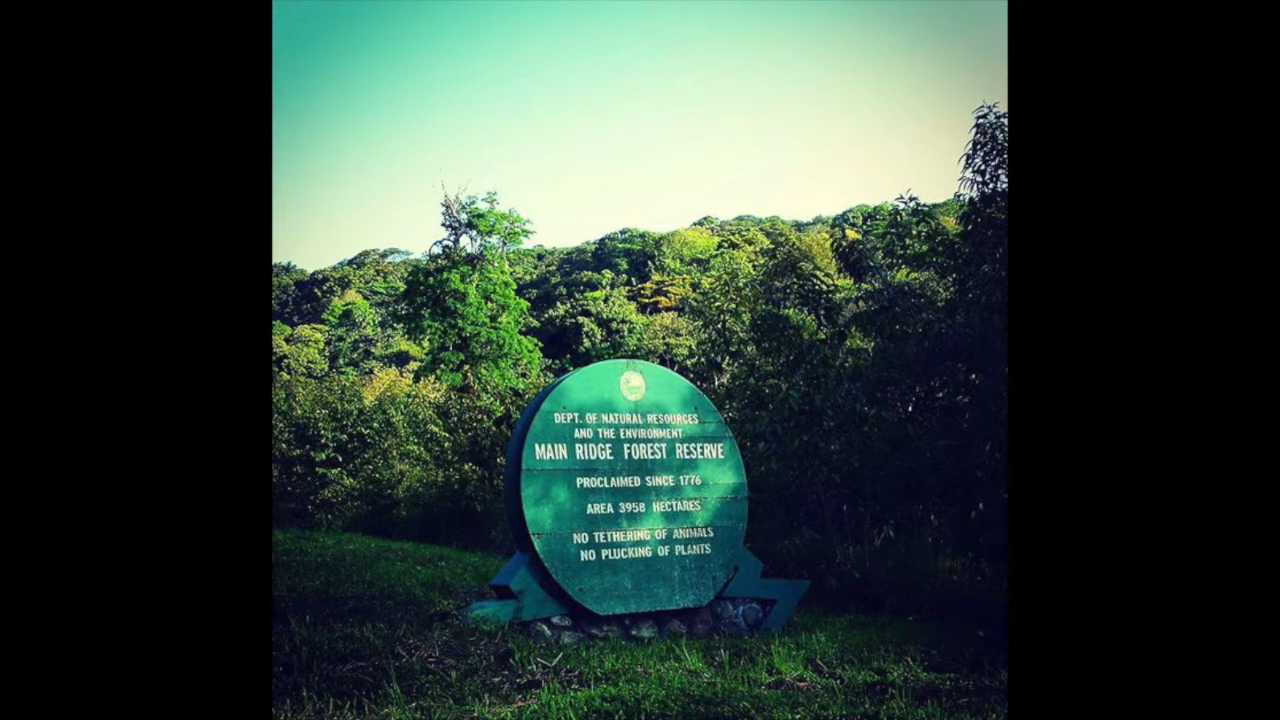 DEPT. OF NATURAL RESOURCES
AND THE ENVIRONMENT
MAIN RIDGE FOREST RESERVE
PROCLAIMED SINCE 1776
AREA 3958 HECTARES
NO TETHERING OF ANIMALS
NO PLUCKING OF PLANTS